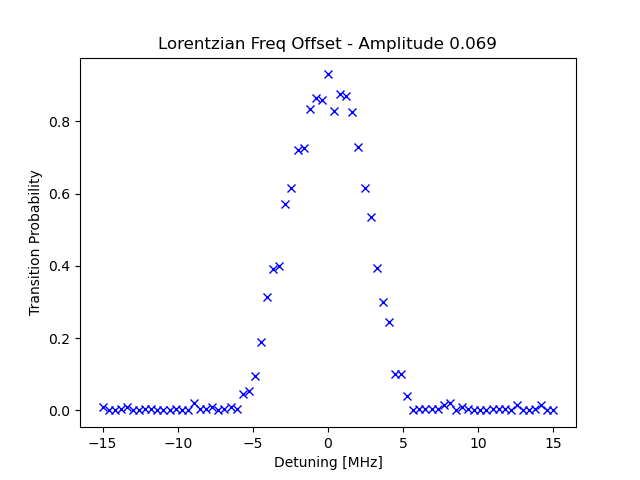 Lorentzian Freq Offset - Amplitude 0.069
Transition Probability
0.8
0.6
0.4
0.2
0.0
−15 −10 −5 0 5 10 15
Detuning [MHz]